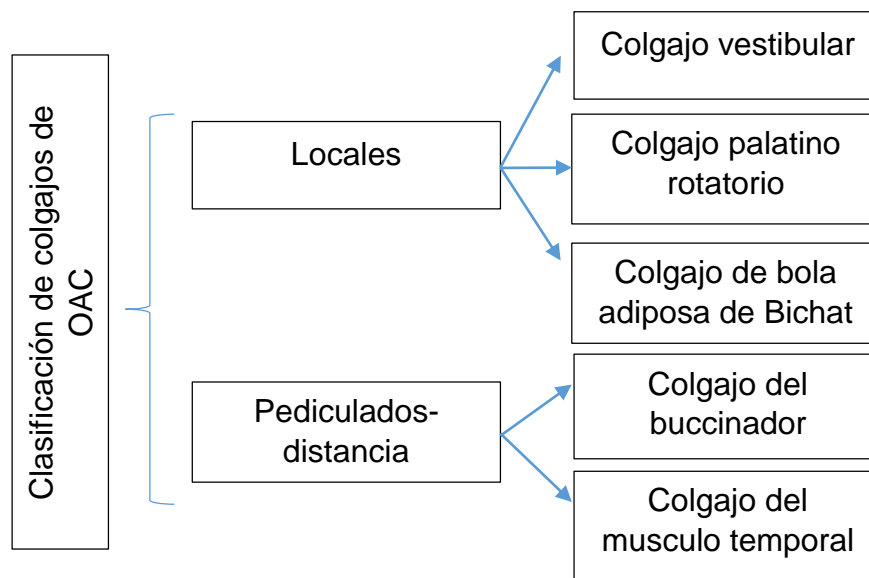 Clasificación de colgajos de
OAC
Locales
Colgajo vestibular
Colgajo palatino
rotatorio
Colgajo de bola
adiposa de Bichat
Pediculados-
distancia
Colgajo del
buccinador
Colgajo del
musculo temporal